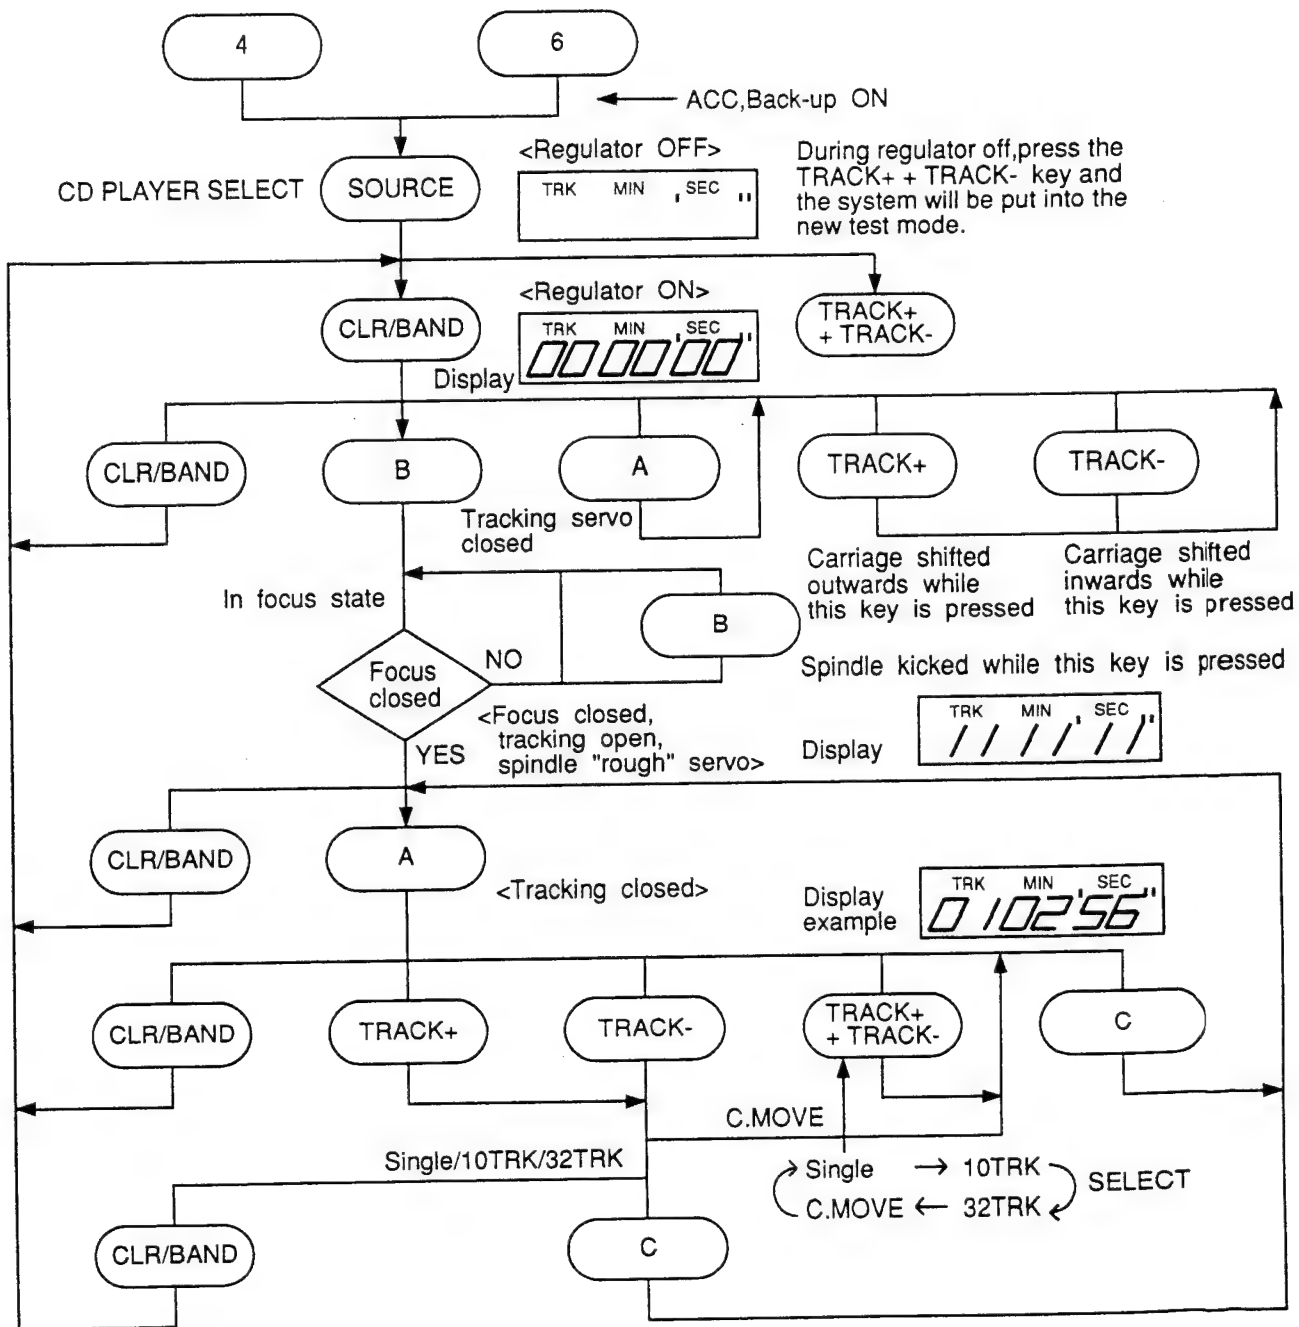 4
6
ACC,Back-up ON
CD PLAYER SELECT
SOURCE
<Regulator OFF>
TRK MIN ' SEC "
During regulator off,press the
TRACK+ + TRACK- key and
the system will be put into the
new test mode.
CLR/BAND
<Regulator ON>
TRK MIN ' SEC "
00 00'00"
Display
TRACK+
+ TRACK-
CLR/BAND
B
A
TRACK+
TRACK-
Tracking servo
closed
Carriage shifted
outwards while
this key is pressed
Carriage shifted
inwards while
this key is pressed
In focus state
B
Focus
closed
NO
YES
Spindle kicked while this key is pressed
<Focus closed,
tracking open,
spindle "rough" servo>
Display
TRK MIN ' SEC "
// //'//"
CLR/BAND
A
<Tracking closed>
Display
example
TRK MIN ' SEC "
01 02'56"
CLR/BAND
TRACK+
TRACK-
TRACK+
+ TRACK-
C
C.MOVE
Single/10TRK/32TRK
Single → 10TRK
C.MOVE ← 32TRK
SELECT
CLR/BAND
C